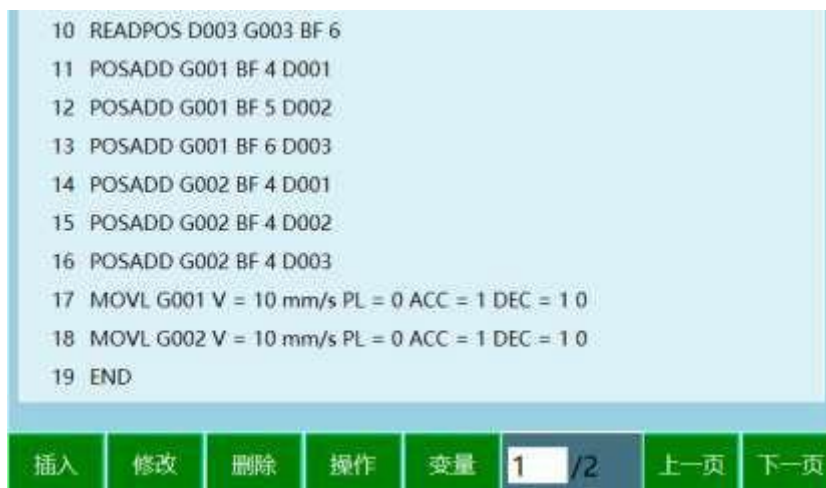 10 READPOS D003 G003 BF 6
11 POSADD G001 BF 4 D001
12 POSADD G001 BF 5 D002
13 POSADD G001 BF 6 D003
14 POSADD G002 BF 4 D001
15 POSADD G002 BF 4 D002
16 POSADD G002 BF 4 D003
17 MOVL G001 V = 10 mm/s PL = 0 ACC = 1 DEC = 1 0
18 MOVL G002 V = 10 mm/s PL = 0 ACC = 1 DEC = 1 0
19 END
插入 修改 删除 操作 变量 1 /2 上一页 下一页